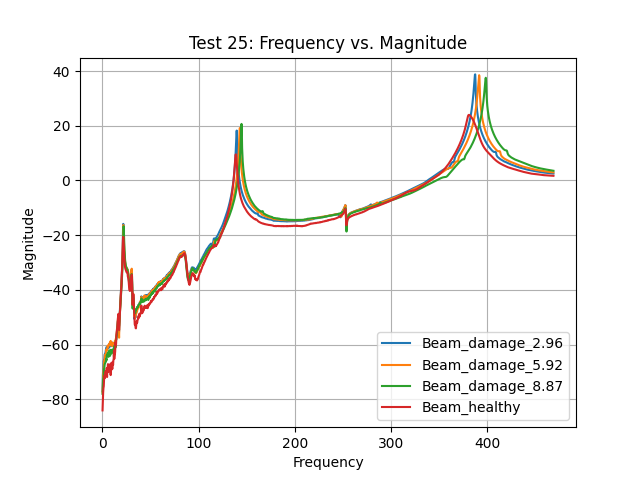 Test 25: Frequency vs. Magnitude
Magnitude
40
20
0
−20
−40
−60
−80
0
100
200
300
400
Frequency
Beam_damage_2.96
Beam_damage_5.92
Beam_damage_8.87
Beam_healthy